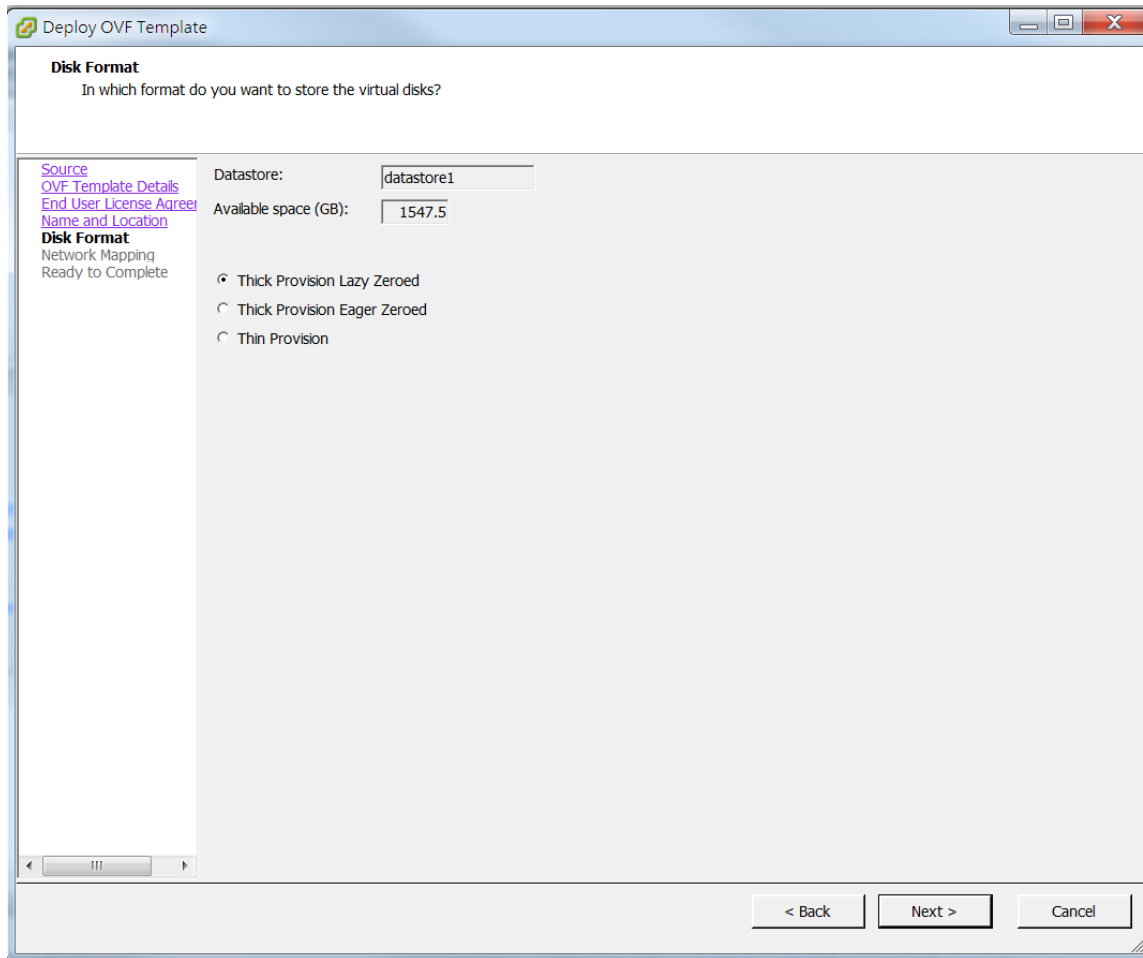 Deploy OVF Template
Disk Format
In which format do you want to store the virtual disks?
Source
OVF Template Details
End User License Agreer
Name and Location
Disk Format
Network Mapping
Ready to Complete
Datastore:
datastore1
Available space (GB):
1547.5
Thick Provision Lazy Zeroed
Thick Provision Eager Zeroed
Thin Provision
< Back
Next >
Cancel